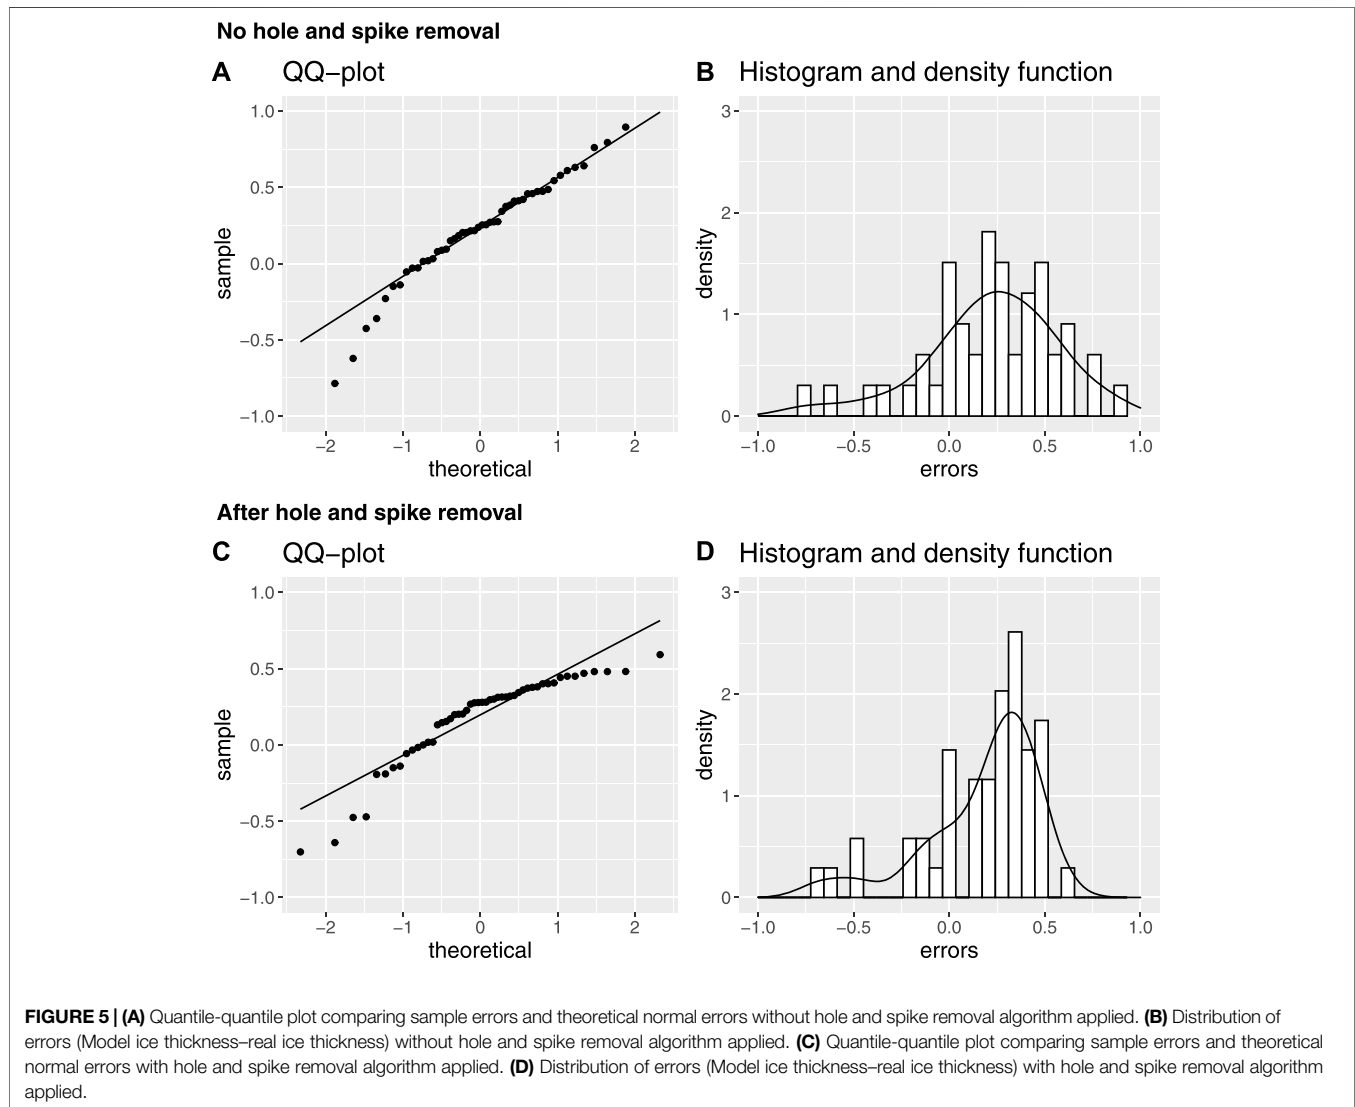 No hole and spike removal
A QQ−plot
1.0
0.5
0.0
−0.5
−1.0
sample
−2 −1 0 1 2
theoretical
B Histogram and density function
3
2
1
0
density
−1.0 −0.5 0.0 0.5 1.0
errors
After hole and spike removal
C QQ−plot
1.0
0.5
0.0
−0.5
−1.0
sample
−2 −1 0 1 2
theoretical
D Histogram and density function
3
2
1
0
density
−1.0 −0.5 0.0 0.5 1.0
errors
FIGURE 5 | (A) Quantile-quantile plot comparing sample errors and theoretical normal errors without hole and spike removal algorithm applied. (B) Distribution of
errors (Model ice thickness–real ice thickness) without hole and spike removal algorithm applied. (C) Quantile-quantile plot comparing sample errors and theoretical
normal errors with hole and spike removal algorithm applied. (D) Distribution of errors (Model ice thickness–real ice thickness) with hole and spike removal algorithm
applied.